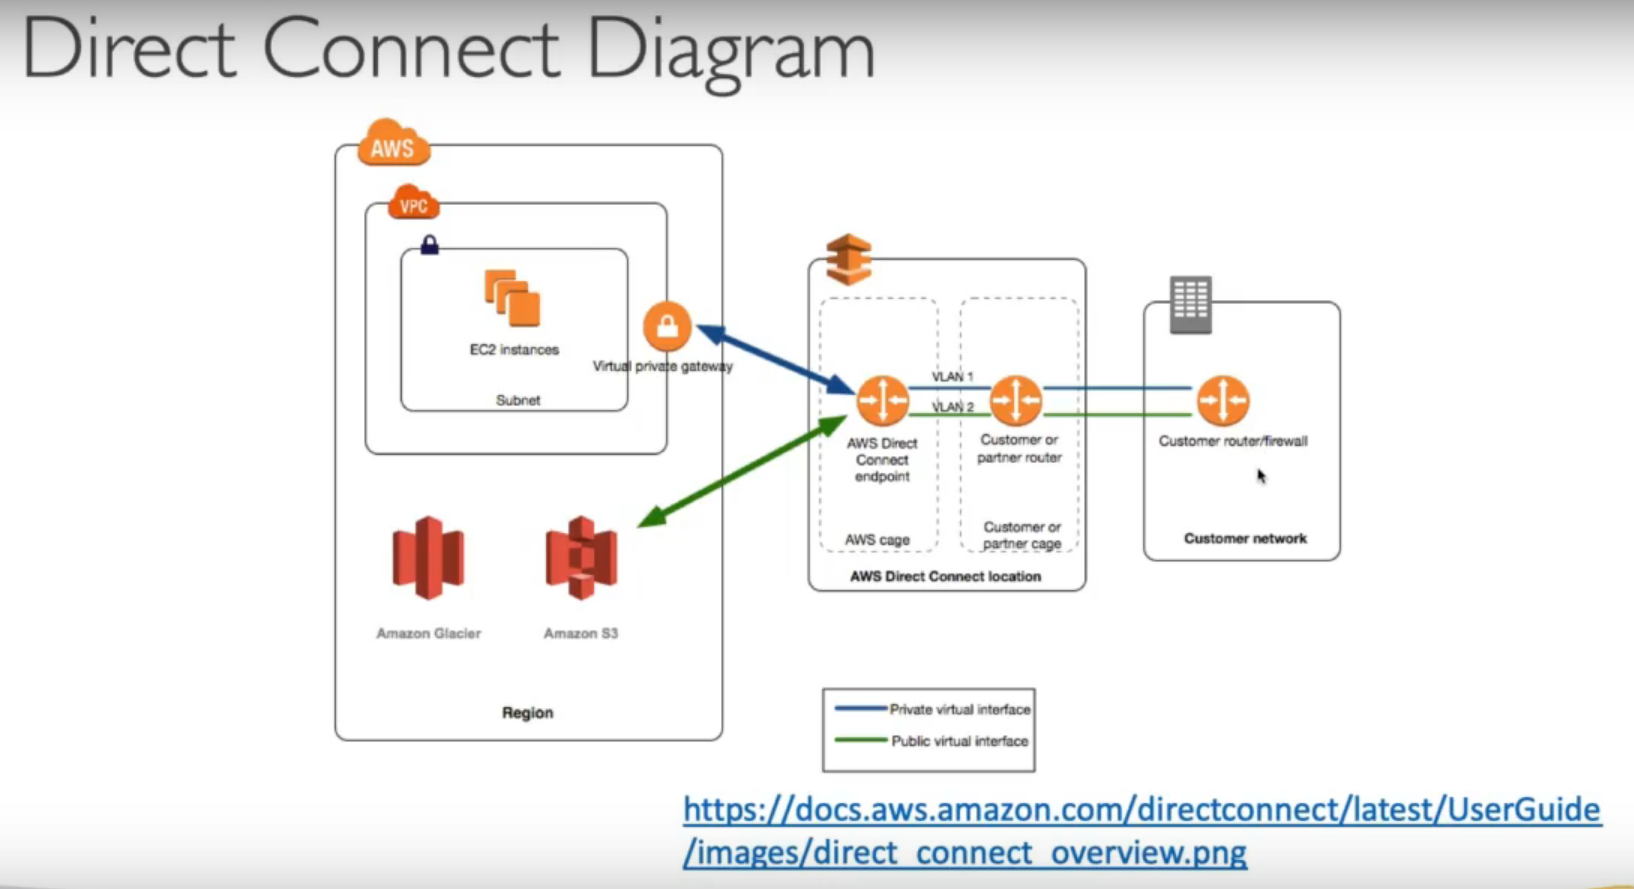 Direct Connect Diagram
AWS
VPC
EC2 instances
Virtual private gateway
Subnet
Amazon Glacier
Amazon S3
Region
VLAN 1
VLAN 2
AWS Direct
Connect
endpoint
Customer or
partner router
AWS cage
Customer or
partner cage
AWS Direct Connect location
Customer router/firewall
Customer network
Private virtual interface
Public virtual interface
https://docs.aws.amazon.com/directconnect/latest/UserGuide
/images/direct_connect_overview.png